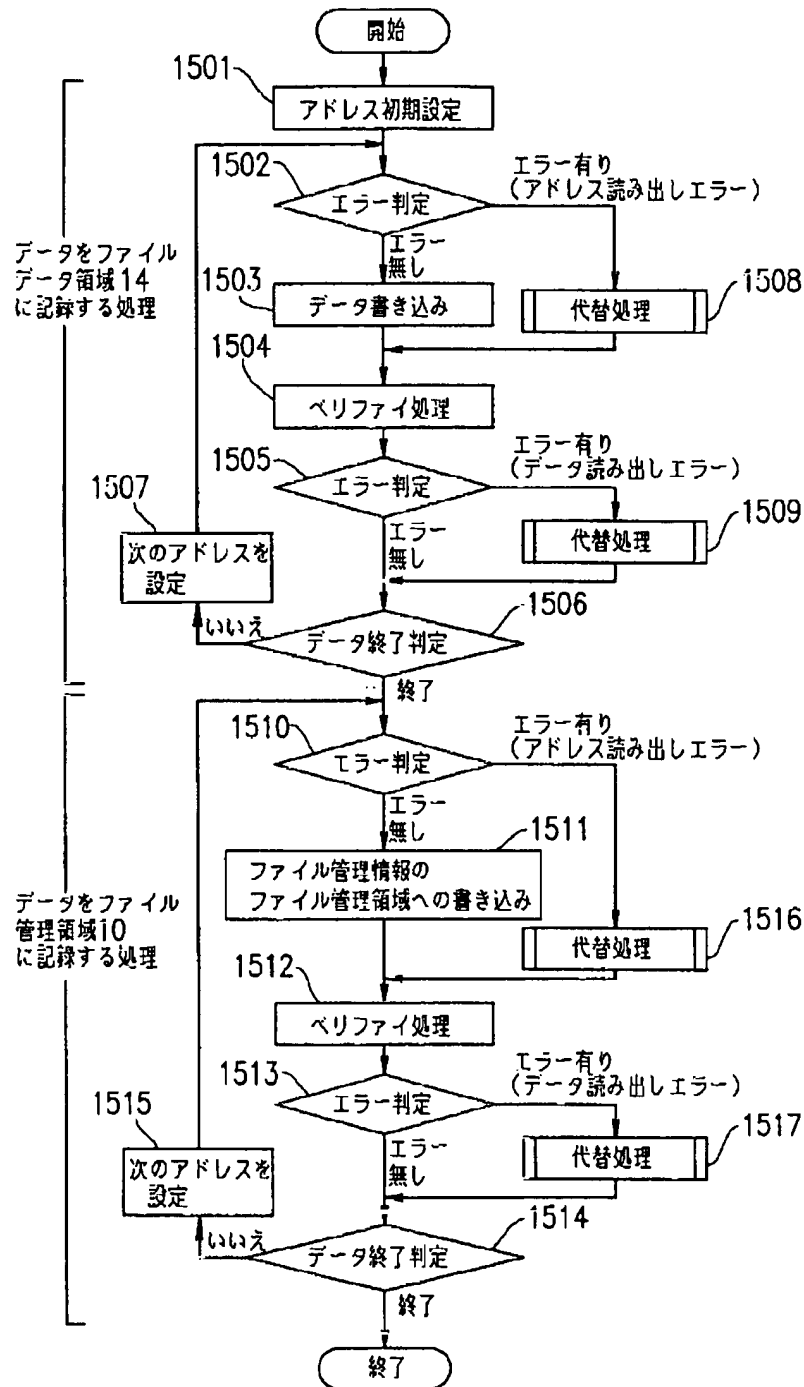 開始
1501
アドレス初期設定
1502
エラー判定
エラー有り
(アドレス読み出しエラー)
エラー
無し
データをファイル
データ領域14
に記録する処理
1503
データ書き込み
代替処理
1508
1504
ベリファイ処理
1505
エラー判定
エラー有り
(データ読み出しエラー)
エラー
無し
代替処理
1509
1507
次のアドレスを
設定
1506
データ終了判定
いいえ
終了
1510
エラー判定
エラー有り
(アドレス読み出しエラー)
エラー
無し
1511
ファイル管理情報の
ファイル管理領域への書き込み
データをファイル
管理領域10
に記録する処理
代替処理
1516
1512
ベリファイ処理
1513
エラー判定
エラー有り
(データ読み出しエラー)
エラー
無し
代替処理
1517
1515
次のアドレスを
設定
1514
データ終了判定
いいえ
終了
終了